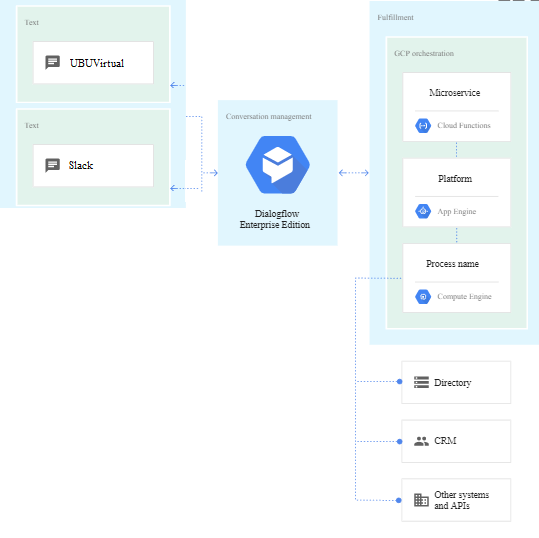 Text
UBUVirtual
Text
Slack
Conversation management
Dialogflow
Enterprise Edition
Fulfillment
GCP orchestration
Microservice
Cloud Functions
Platform
App Engine
Process name
Compute Engine
Directory
CRM
Other systems
and APIs